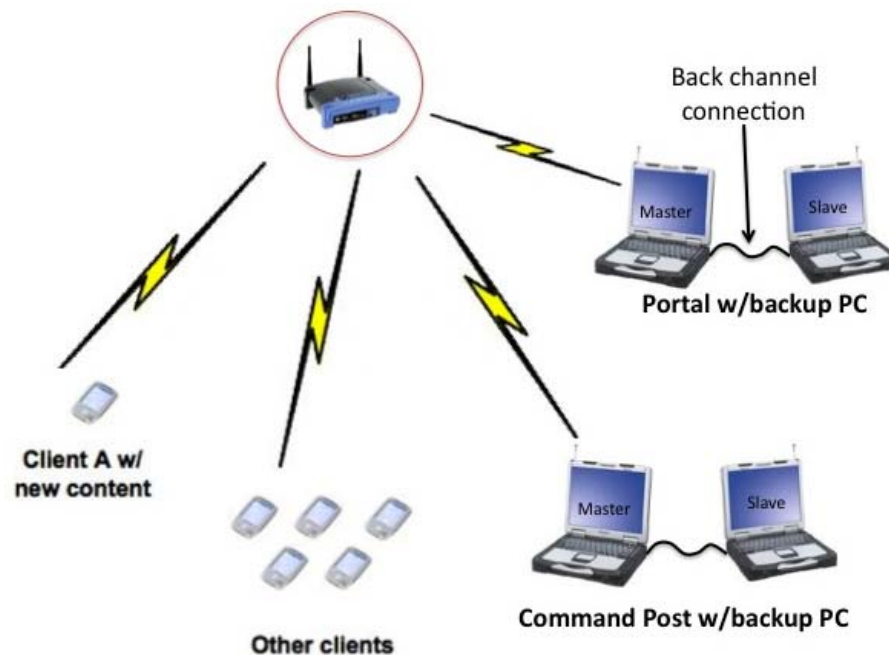 Back channel
connection
Master
Slave
Portal w/backup PC
Client A w/
new content
Master
Slave
Command Post w/backup PC
Other clients